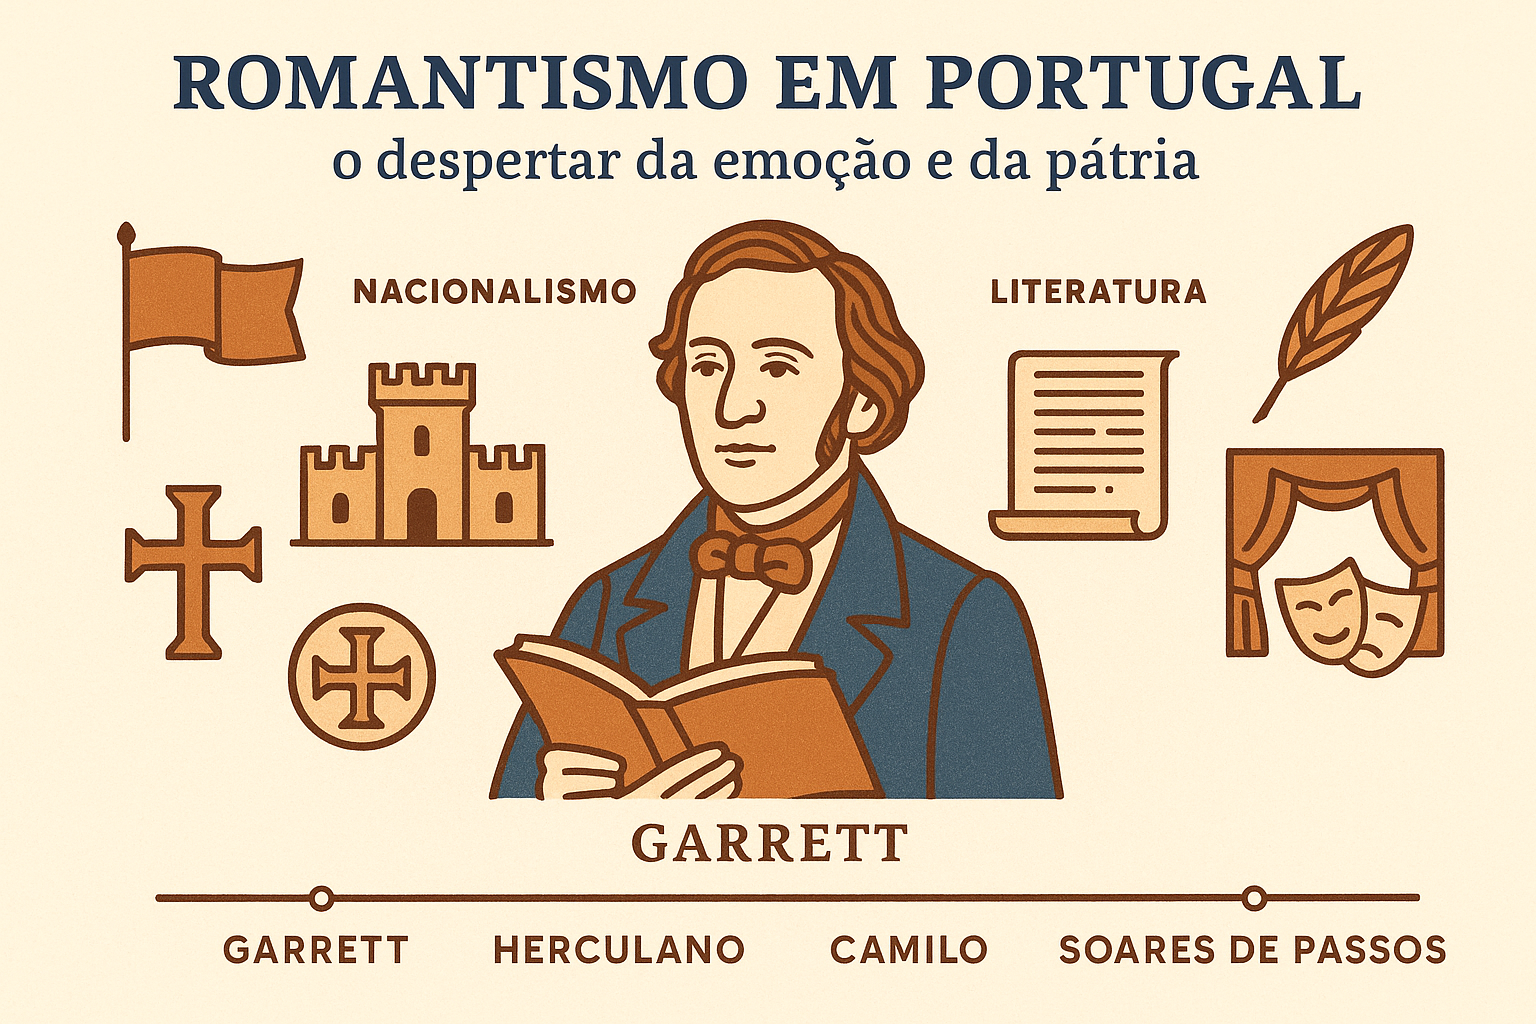 ROMANTISMO EM PORTUGAL
o despertar da emoção e da pátria
NACIONALISMO
LITERATURA
GARRETT
GARRETT
HERCULANO
CAMILO
SOARES DE PASSOS